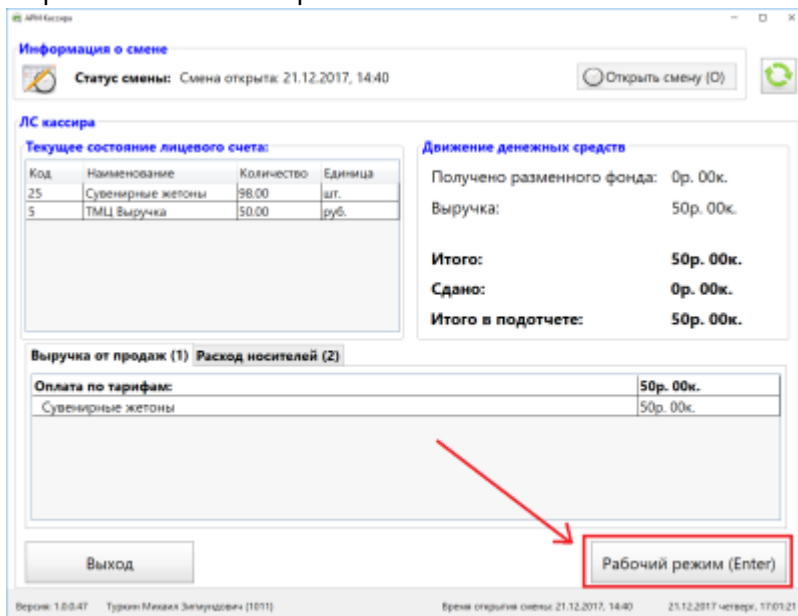 АРМ Кассира
Информация о смене
Статус смены: Смена открыта: 21.12.2017, 14:40
Открыть смену (О)
ЛС кассира
Текущее состояние лицевого счета:
Код Наименование Количество Единица
25 Сувенирные жетоны 98.00 шт.
5 ТМЦ Выручка 50.00 руб.
Движение денежных средств
Получено разменного фонда: 0р. 00к.
Выручка: 50р. 00к.
Итого: 50р. 00к.
Сдано: 0р. 00к.
Итого в подотчете: 50р. 00к.
Выручка от продаж (1) Расход носителей (2)
Оплата по тарифам: 50р. 00к.
Сувенирные жетоны 50р. 00к.
Выход
Рабочий режим (Enter)
Версия: 1.0.0.47 Туркин Михаил (1011) Время открытия смены: 21.12.2017, 14:40 21.12.2017 четверг, 17:01:21